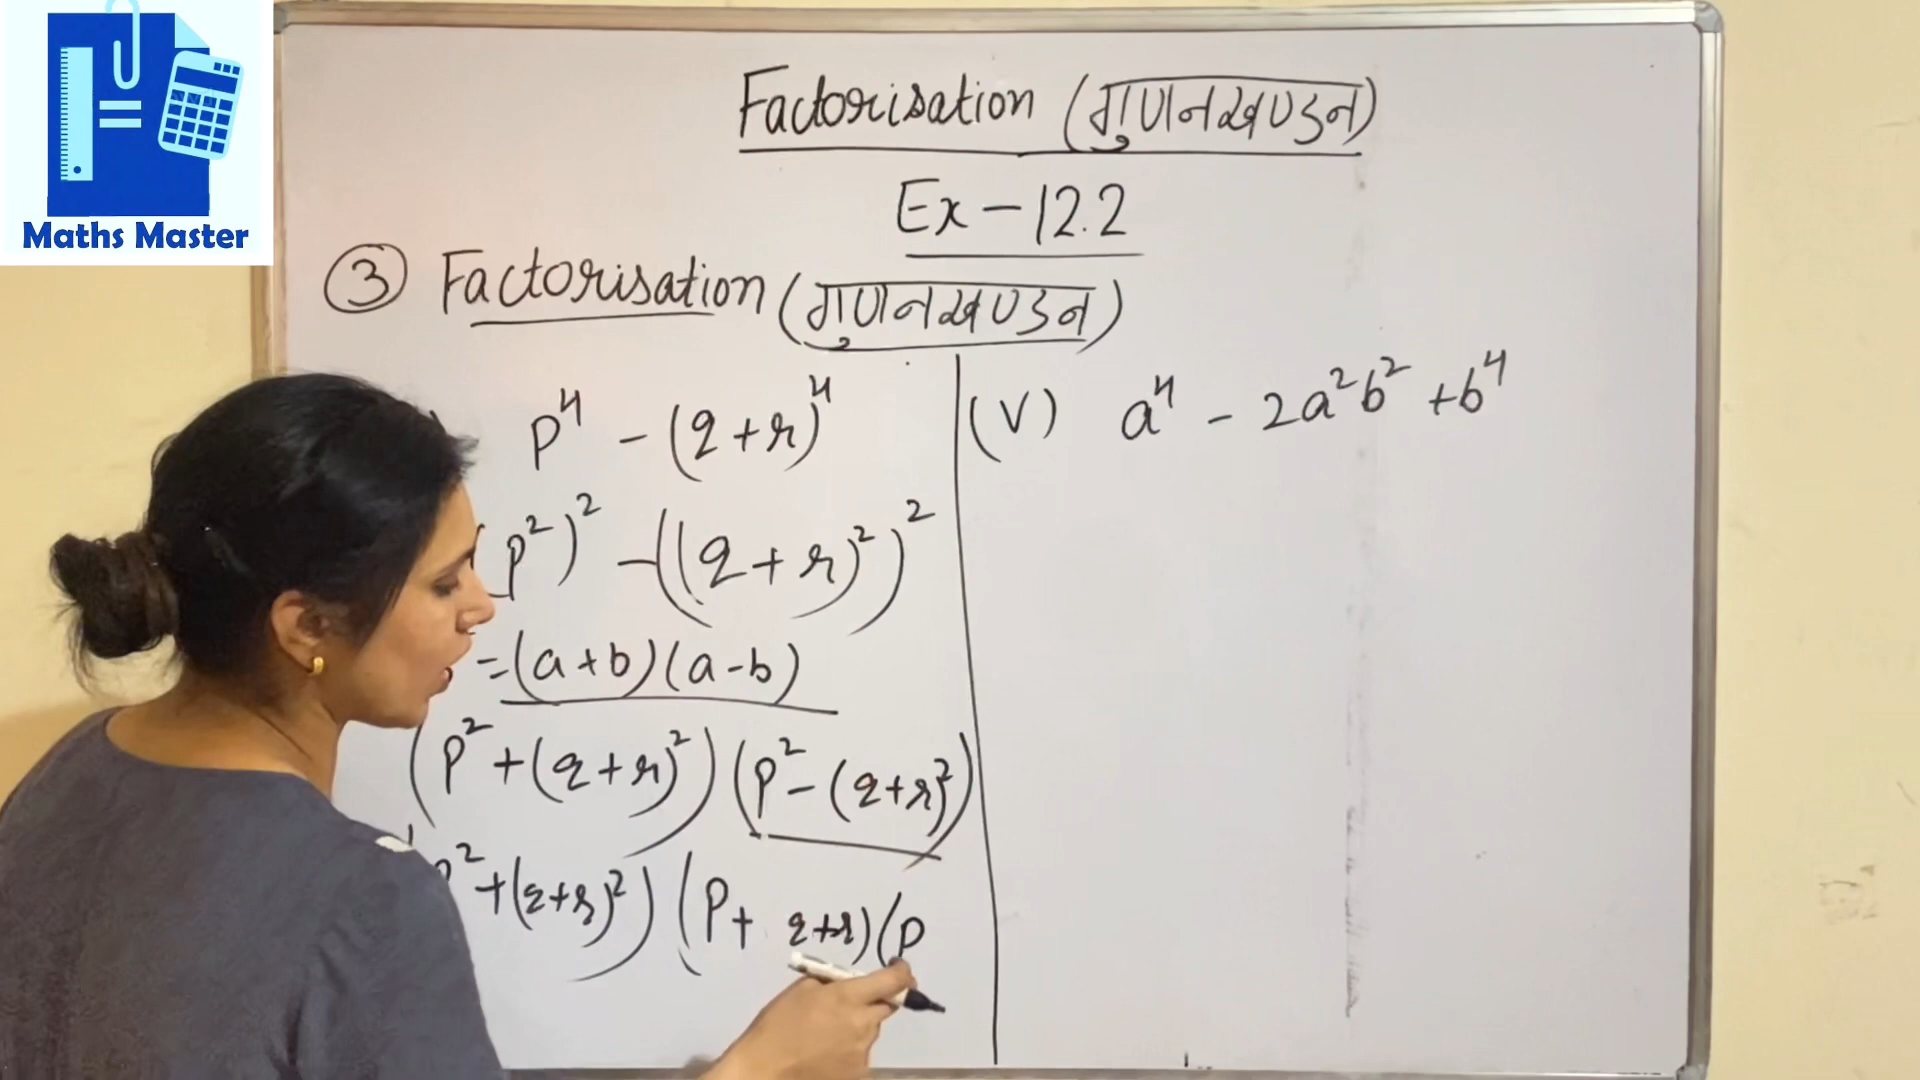 Maths Master
Factorisation (गुणनखण्डन)
Ex - 12.2
③ Factorisation (गुणनखण्डन)
p⁴ - (q+r)⁴
(p²)² - ((q+r)²)²
=(a+b)(a-b)
(p²+(q+r)²)(p²-(q+r)²)
p²+(q+r)²)(p+q+r)(p
(V) a⁴ - 2a²b² + b⁴